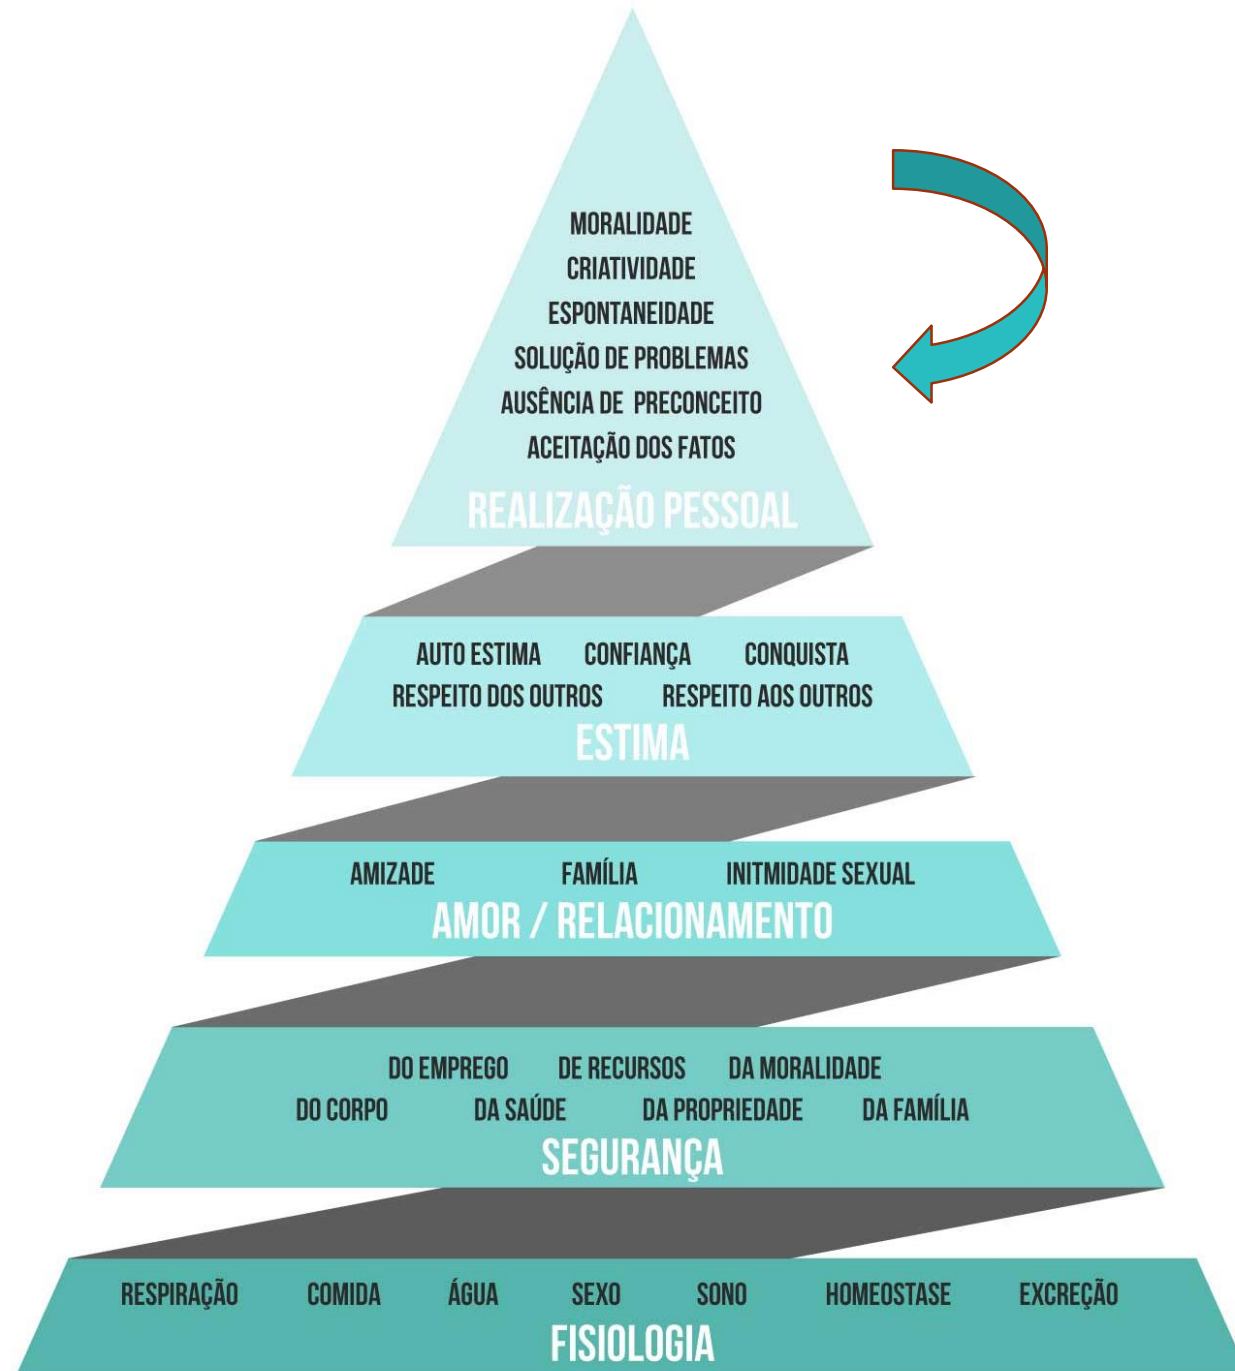 MORALIDADE
CRIATIVIDADE
ESPONTANEIDADE
SOLUÇÃO DE PROBLEMAS
AUSÊNCIA DE PRECONCEITO
ACEITAÇÃO DOS FATOS
REALIZAÇÃO PESSOAL
AUTO ESTIMA CONFIANÇA CONQUISTA
RESPEITO DOS OUTROS RESPEITO AOS OUTROS
ESTIMA
AMIZADE FAMÍLIA INITMIDADE SEXUAL
AMOR / RELACIONAMENTO
DO EMPREGO DE RECURSOS DA MORALIDADE
DO CORPO DA SAÚDE DA PROPRIEDADE DA FAMÍLIA
SEGURANÇA
RESPIRAÇÃO COMIDA ÁGUA SEXO SONO HOMEOSTASE EXCREÇÃO
FISIOLOGIA